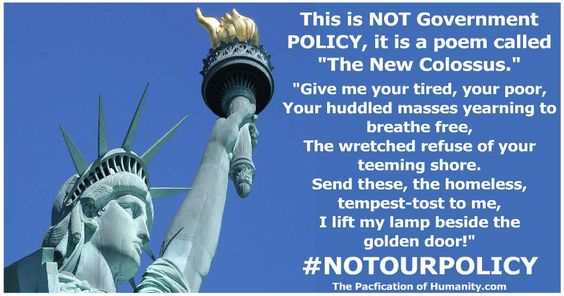 This is NOT Government
POLICY, it is a poem called
"The New Colossus."
"Give me your tired, your poor,
Your huddled masses yearning to
breathe free,
The wretched refuse of your
teeming shore.
Send these, the homeless,
tempest-tost to me,
I lift my lamp beside the
golden door!"
#NOTOURPOLICY
The Pacfication of Humanity.com